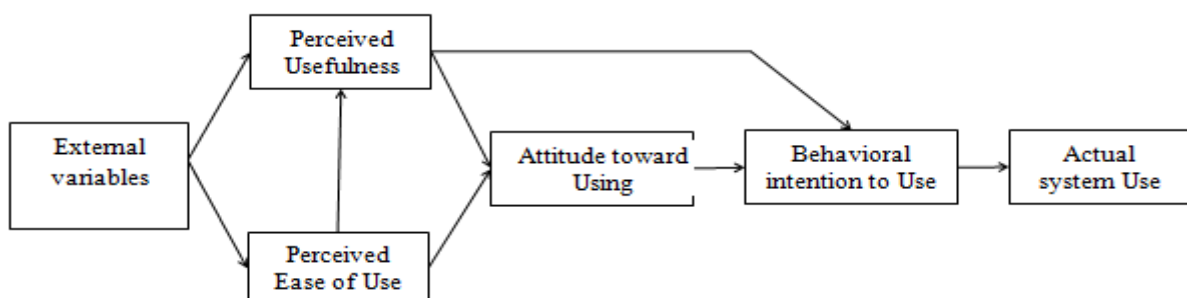 Perceived
Usefulness
External
variables
Attitude toward
Using
Behavioral
intention to Use
Actual
system Use
Perceived
Ease of Use